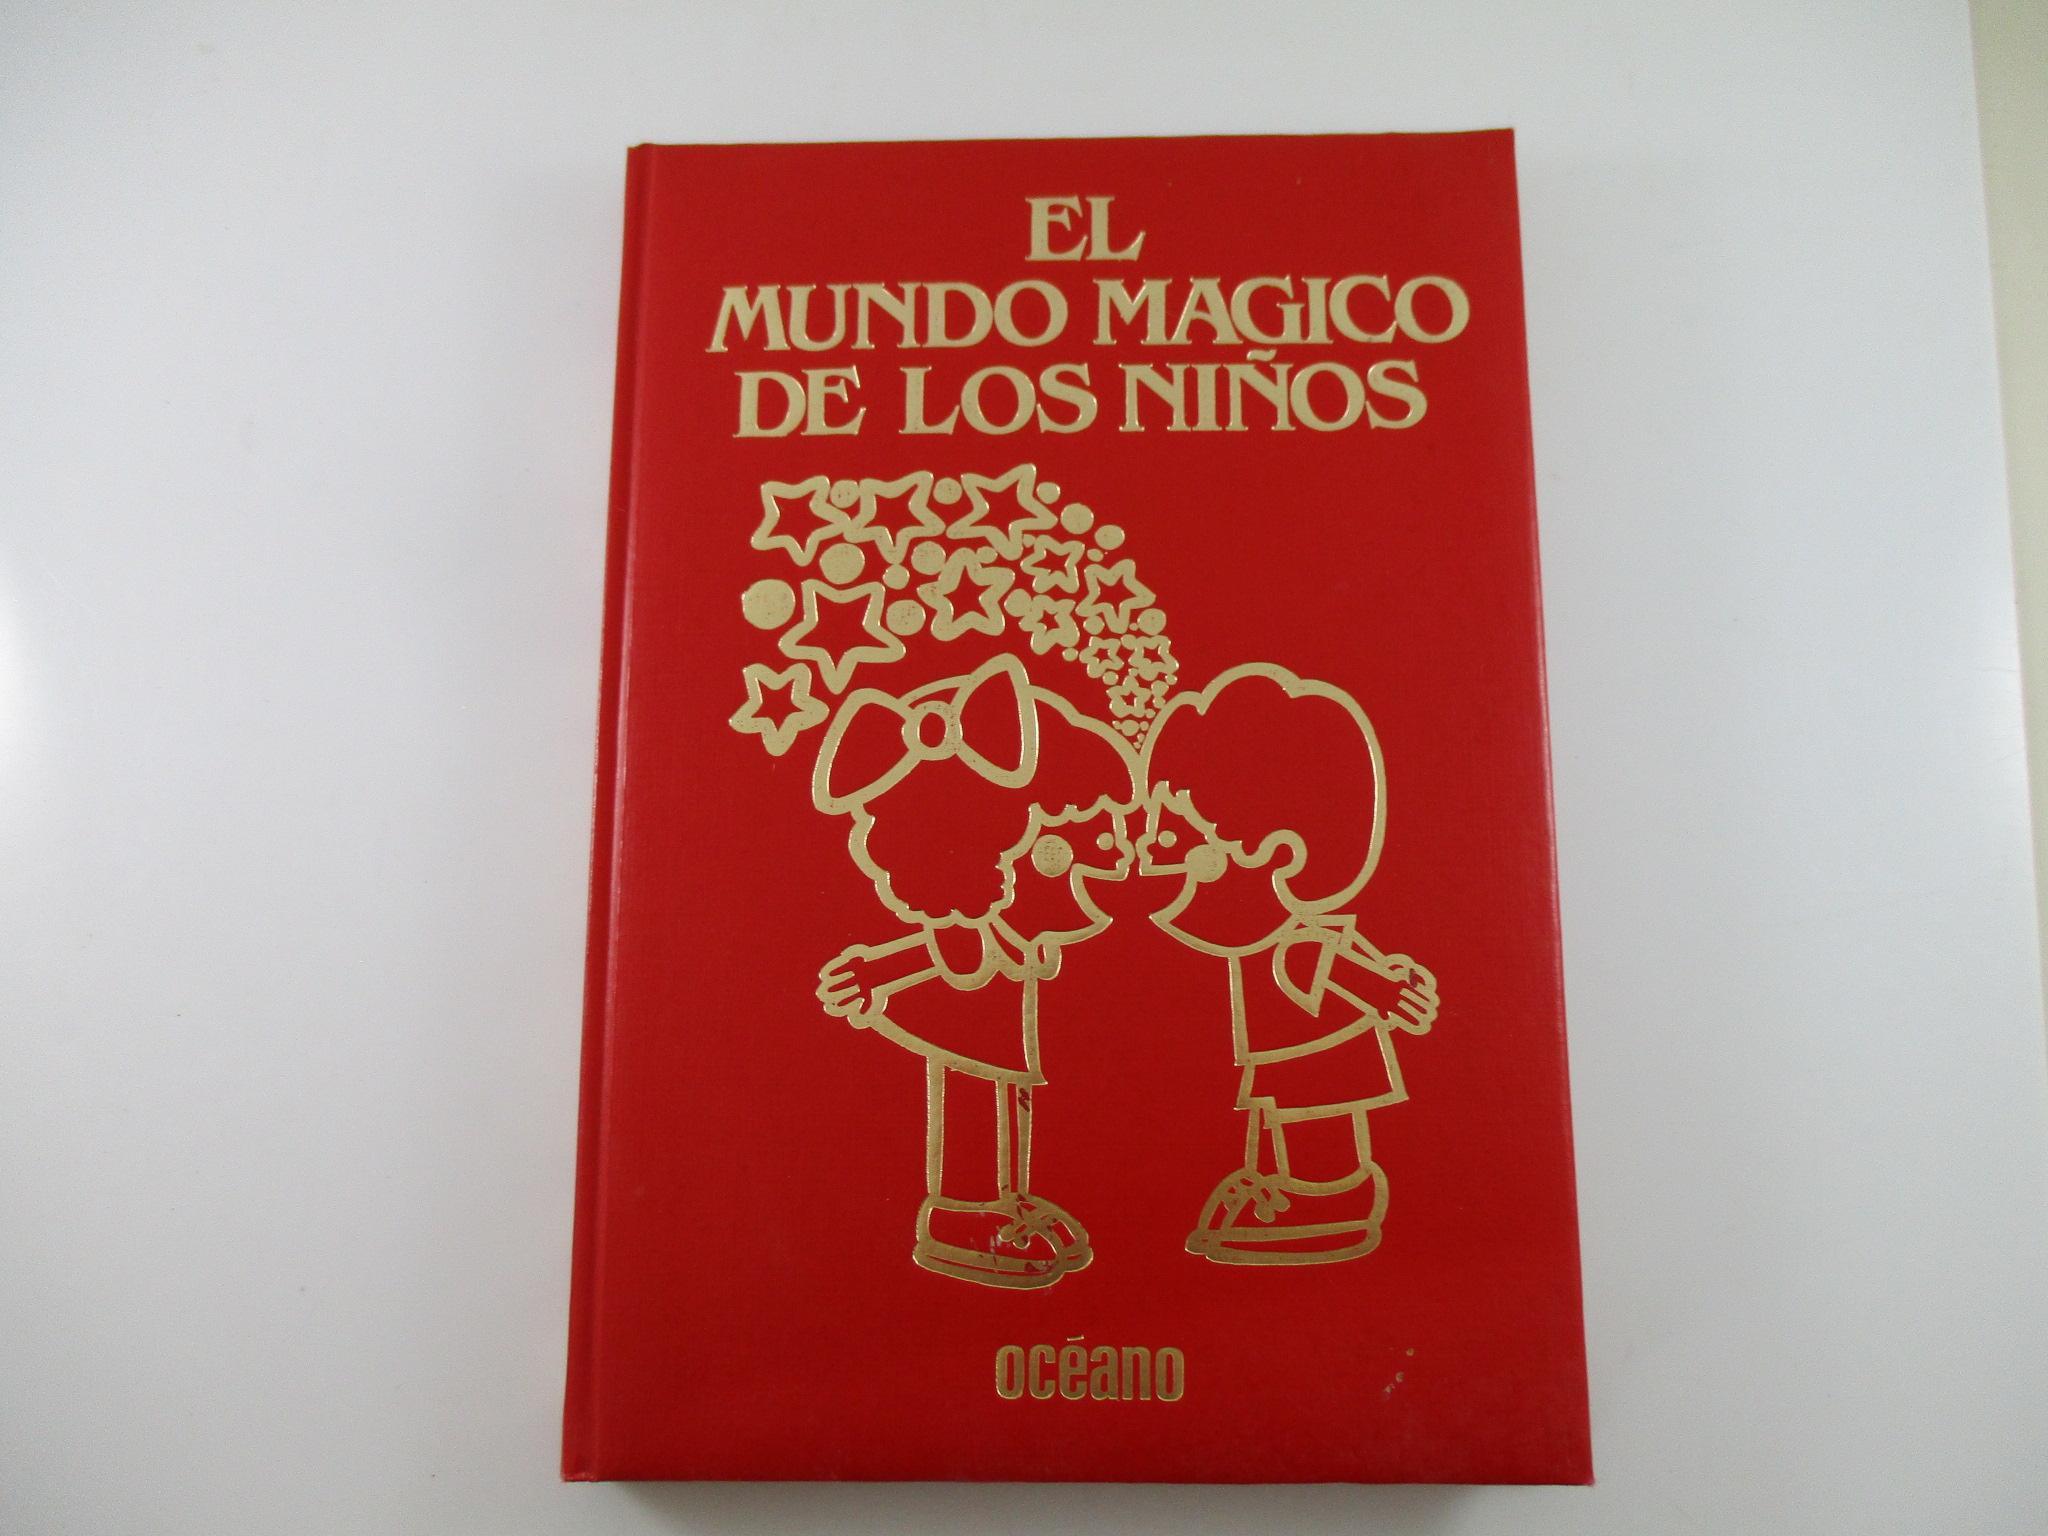 EL
MUNDO MAGICO
DE LOS NIÑOS
océano